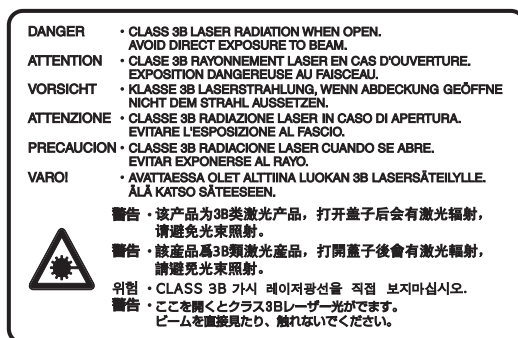 DANGER · CLASS 3B LASER RADIATION WHEN OPEN.
AVOID DIRECT EXPOSURE TO BEAM.
ATTENTION · CLASE 3B RAYONNEMENT LASER EN CAS D'OUVERTURE.
EXPOSITION DANGEREUSE AU FAISCEAU.
VORSICHT · KLASSE 3B LASERSTRAHLUNG, WENN ABDECKUNG GEÖFFNE
NICHT DEM STRAHL AUSSETZEN.
ATTENZIONE · CLASSE 3B RADIAZIONE LASER IN CASO DI APERTURA.
EVITARE L'ESPOSIZIONE AL FASCIO.
PRECAUCION · CLASSE 3B RADIACIONE LASER CUANDO SE ABRE.
EVITAR EXPONERSE AL RAYO.
VARO! · AVATTAESSA OLET ALTTIINA LUOKAN 3B LASERSÄTEILYLLE.
ÄLÄ KATSO SÄTEESEEN.
警告 · 该产品为3B类激光产品，打开盖子后会有激光辐射，
请避免光束照射。
警告 · 該産品爲3B類激光産品，打開蓋子後會有激光輻射，
請避免光束照射。
위험 · CLASS 3B 가시 레이저광선을 직접 보지마십시오.
警告 · ここを開くとクラス3Bレーザー光がでます。
ビームを直接見たり、触れないでください。